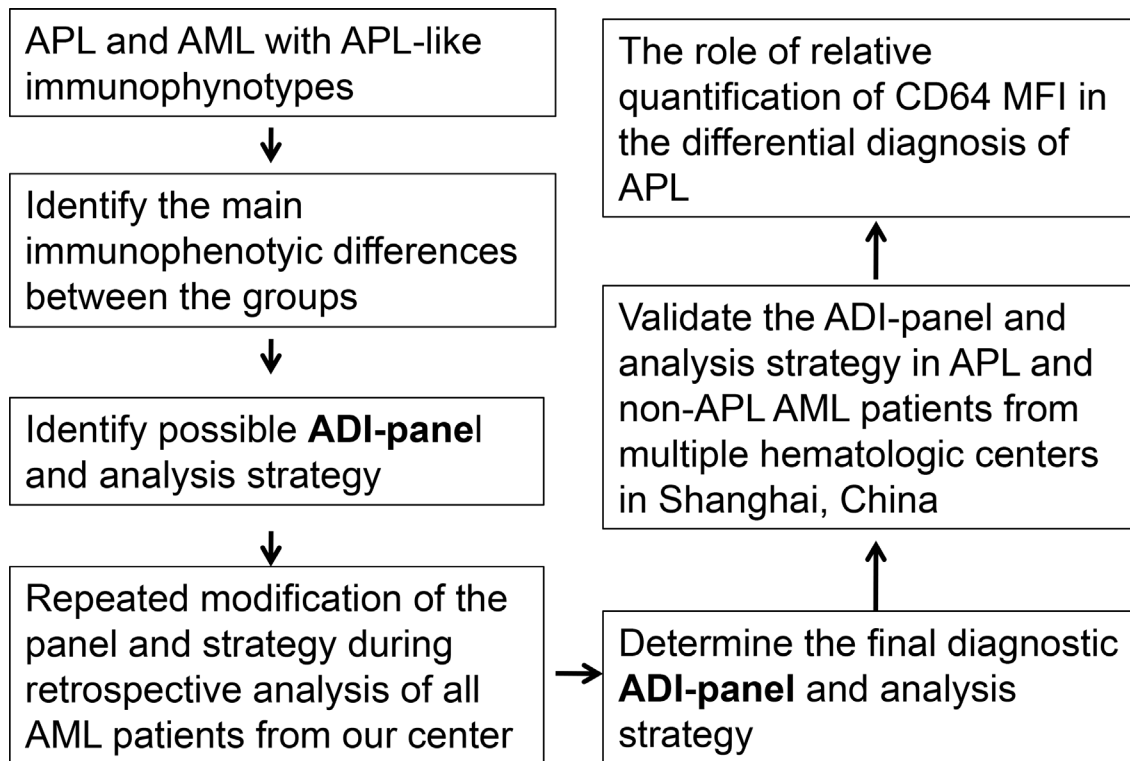 APL and AML with APL-like
immunophynotypes
Identify the main
immunophenotyic differences
between the groups
Identify possible ADI-panel
and analysis strategy
Repeated modification of the
panel and strategy during
retrospective analysis of all
AML patients from our center
Determine the final diagnostic
ADI-panel and analysis
strategy
Validate the ADI-panel and
analysis strategy in APL and
non-APL AML patients from
multiple hematologic centers
in Shanghai, China
The role of relative
quantification of CD64 MFI in
the differential diagnosis of
APL